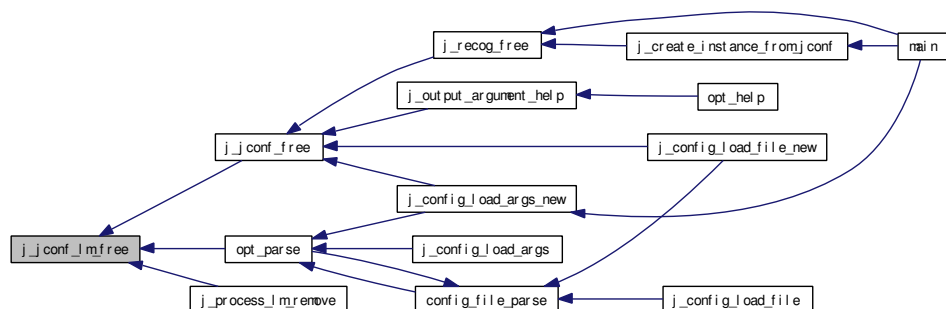 j_recog_free
j_create_instance_from_jconf
main
j_output_argument_help
opt_help
j_jconf_free
j_config_load_file_new
j_config_load_args_new
j_jconf_lm_free
opt_parse
j_config_load_args
j_process_lm_remove
config_file_parse
j_config_load_file